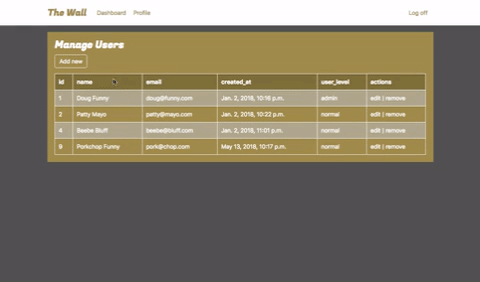 The Wall Dashboard Profile Log off
Manage Users
Add new
id name email created_at user_level actions
1 Doug Funny doug@funny.com Jan. 2, 2018, 10:16 p.m. admin edit | remove
2 Patty Mayo patty@mayo.com Jan. 2, 2018, 10:22 p.m. normal edit | remove
4 Beebe Bluff beebe@bluff.com Jan. 2, 2018, 11:01 p.m. normal edit | remove
9 Porkchop Funny pork@chop.com May 13, 2018, 10:17 p.m. normal edit | remove